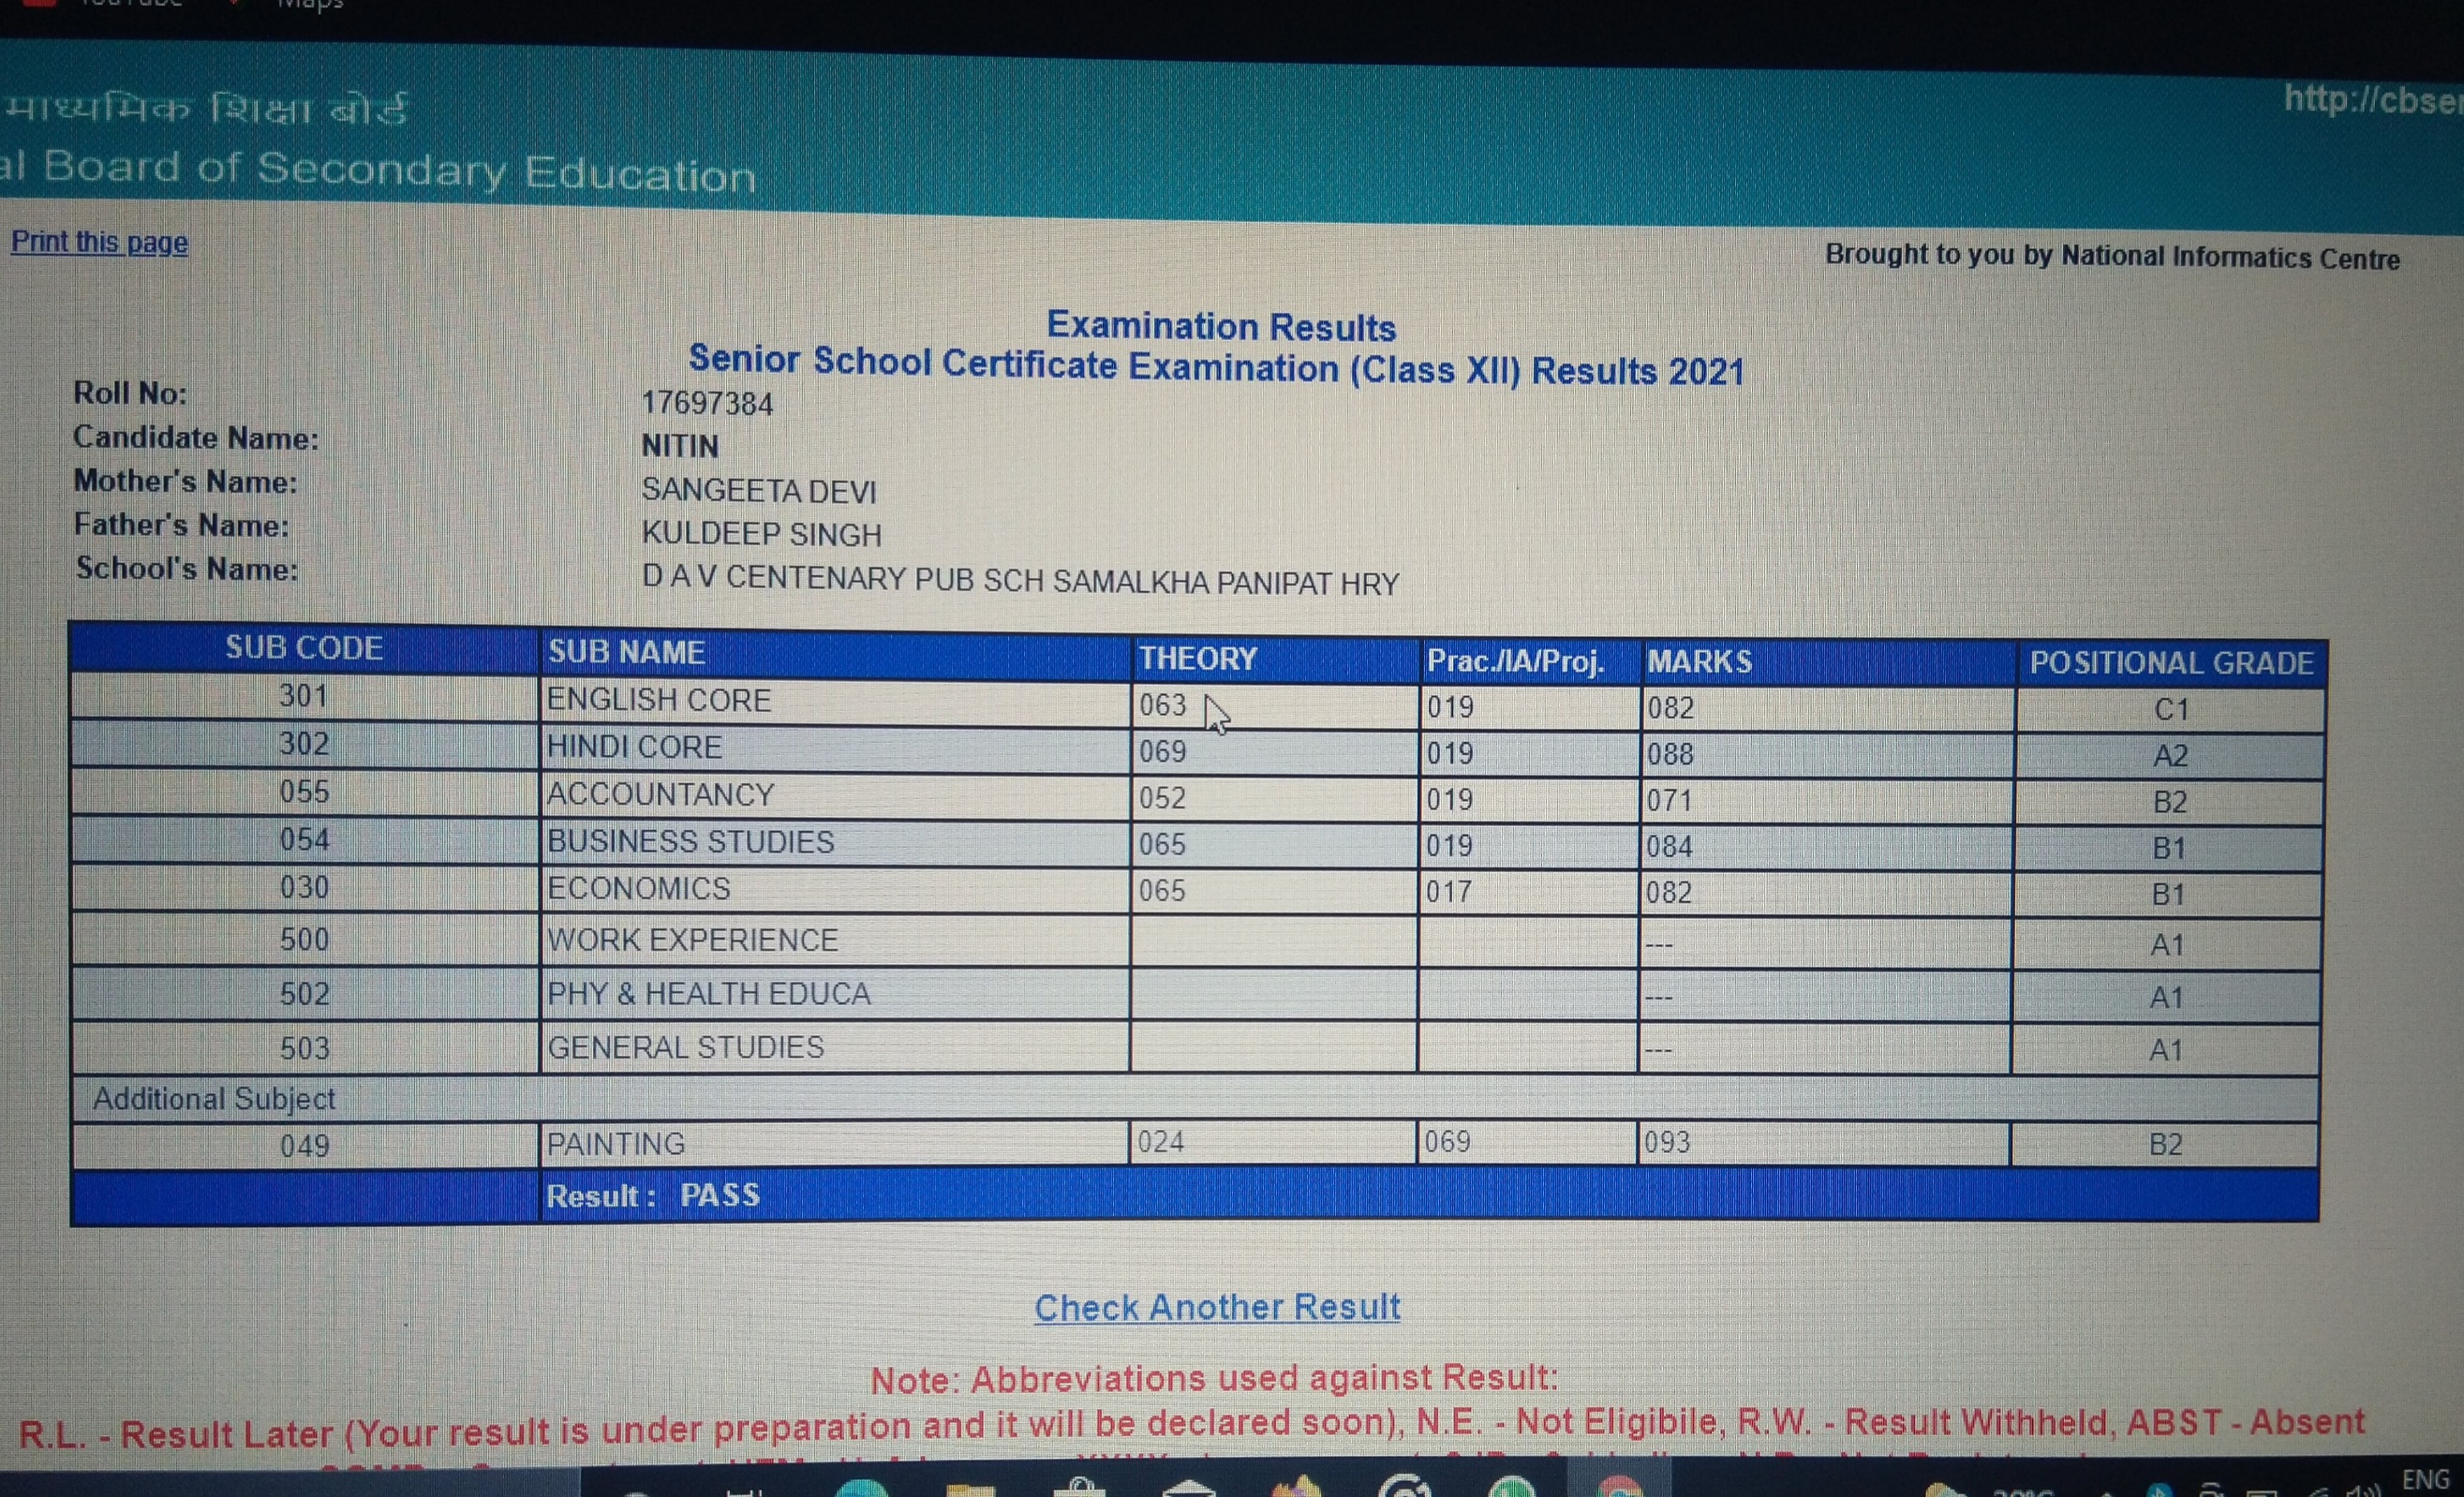 YouTube Maps
माध्यमिक शिक्षा बोर्ड
al Board of Secondary Education
http://cbser
Print this page
Brought to you by National Informatics Centre
Examination Results
Senior School Certificate Examination (Class XII) Results 2021
Roll No: 17697384
Candidate Name: NITIN
Mother's Name: SANGEETA DEVI
Father's Name: KULDEEP SINGH
School's Name: D A V CENTENARY PUB SCH SAMALKHA PANIPAT HRY
SUB CODE SUB NAME THEORY Prac./IA/Proj. MARKS POSITIONAL GRADE
301 ENGLISH CORE 063 019 082 C1
302 HINDI CORE 069 019 088 A2
055 ACCOUNTANCY 052 019 071 B2
054 BUSINESS STUDIES 065 019 084 B1
030 ECONOMICS 065 017 082 B1
500 WORK EXPERIENCE --- A1
502 PHY & HEALTH EDUCA --- A1
503 GENERAL STUDIES --- A1
Additional Subject
049 PAINTING 024 069 093 B2
Result : PASS
Check Another Result
Note: Abbreviations used against Result:
R.L. - Result Later (Your result is under preparation and it will be declared soon), N.E. - Not Eligibile, R.W. - Result Withheld, ABST - Absent
ENG